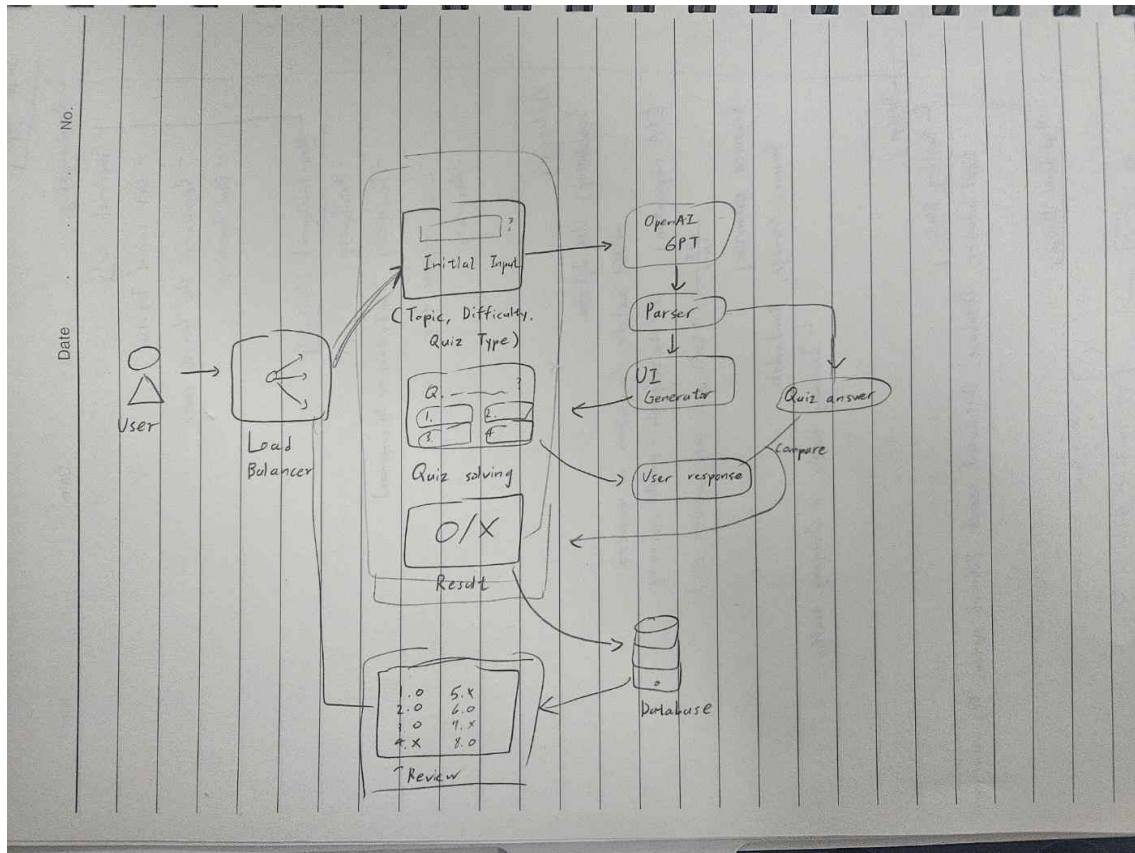 No.
Date
User
Load
Balancer
?
Initial Input
(Topic, Difficulty.
Quiz Type)
Q. ?
1. 2.
3. 4
Quiz solving
O/X
Result
1. O 5. X
2. O 6. O
3. O 7. X
4. X 8. O
Review
OpenAI
GPT
Parser
UI
Generator
Quiz answer
Compare
User response
Database